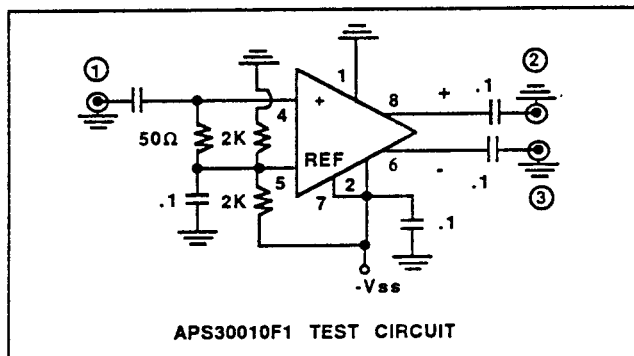 1
1
8
+
.1
2
+
4
50Ω
2K
REF
5
2
6
-
.1
3
.1
2K
7
.1
-Vss
APS30010F1 TEST CIRCUIT